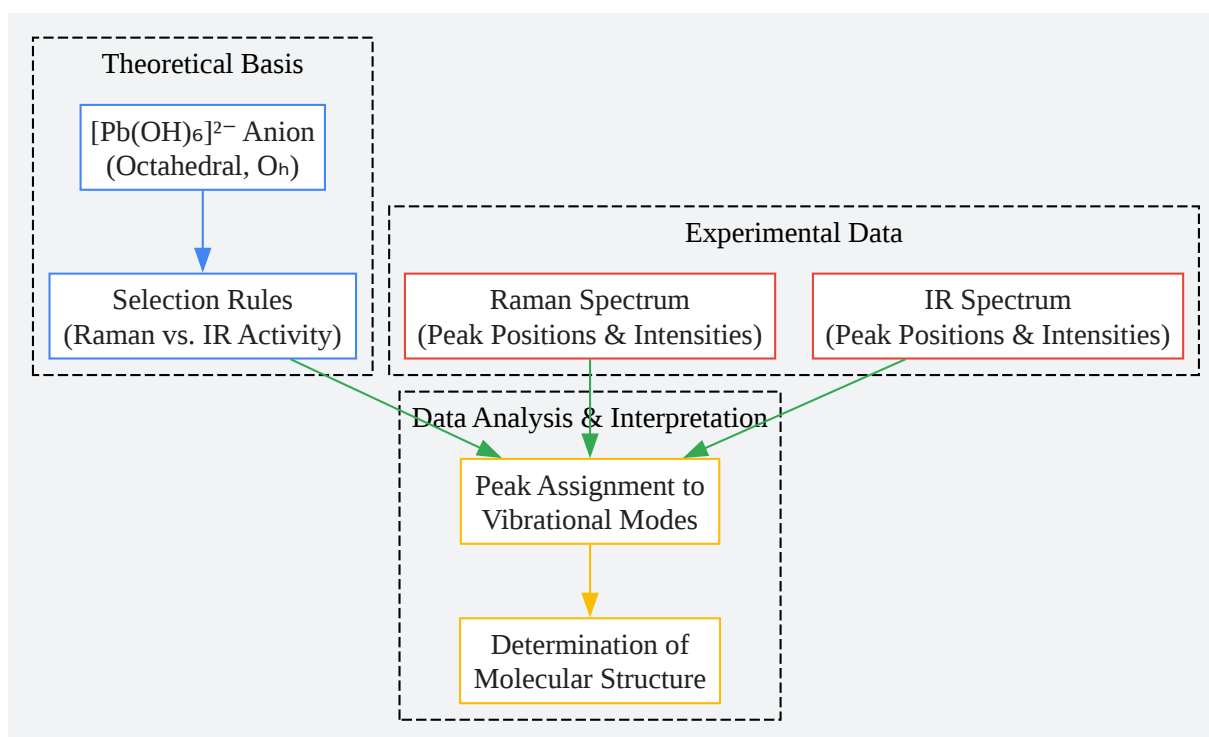 Theoretical Basis
[Pb(OH)₆]²⁻ Anion
(Octahedral, Oₕ)
Selection Rules
(Raman vs. IR Activity)
Experimental Data
Raman Spectrum
(Peak Positions & Intensities)
IR Spectrum
(Peak Positions & Intensities)
Data Analysis & Interpretation
Peak Assignment to
Vibrational Modes
Determination of
Molecular Structure